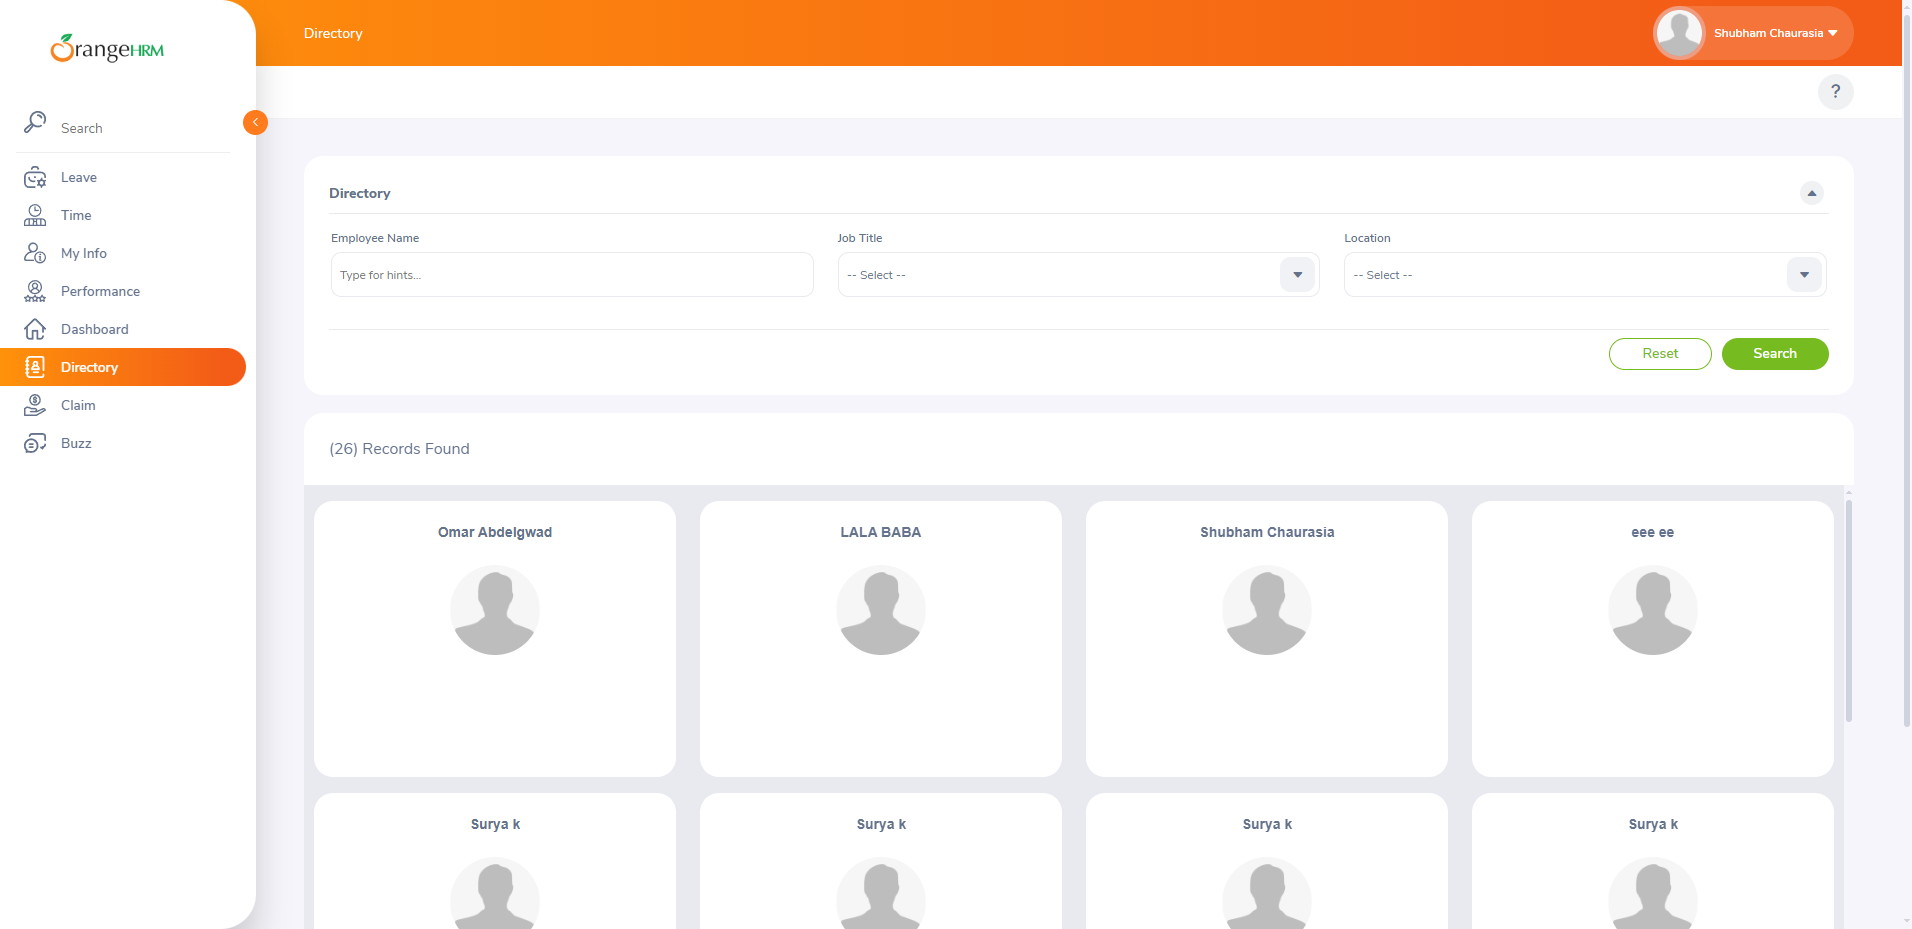 OrangeHRM
Directory
Shubham Chaurasia
?
Search
Leave
Time
My Info
Performance
Dashboard
Directory
Claim
Buzz
Directory
Employee Name
Job Title
Location
Type for hints...
-- Select --
-- Select --
Reset
Search
(26) Records Found
Omar Abdelgwad
LALA BABA
Shubham Chaurasia
eee ee
Surya k
Surya k
Surya k
Surya k